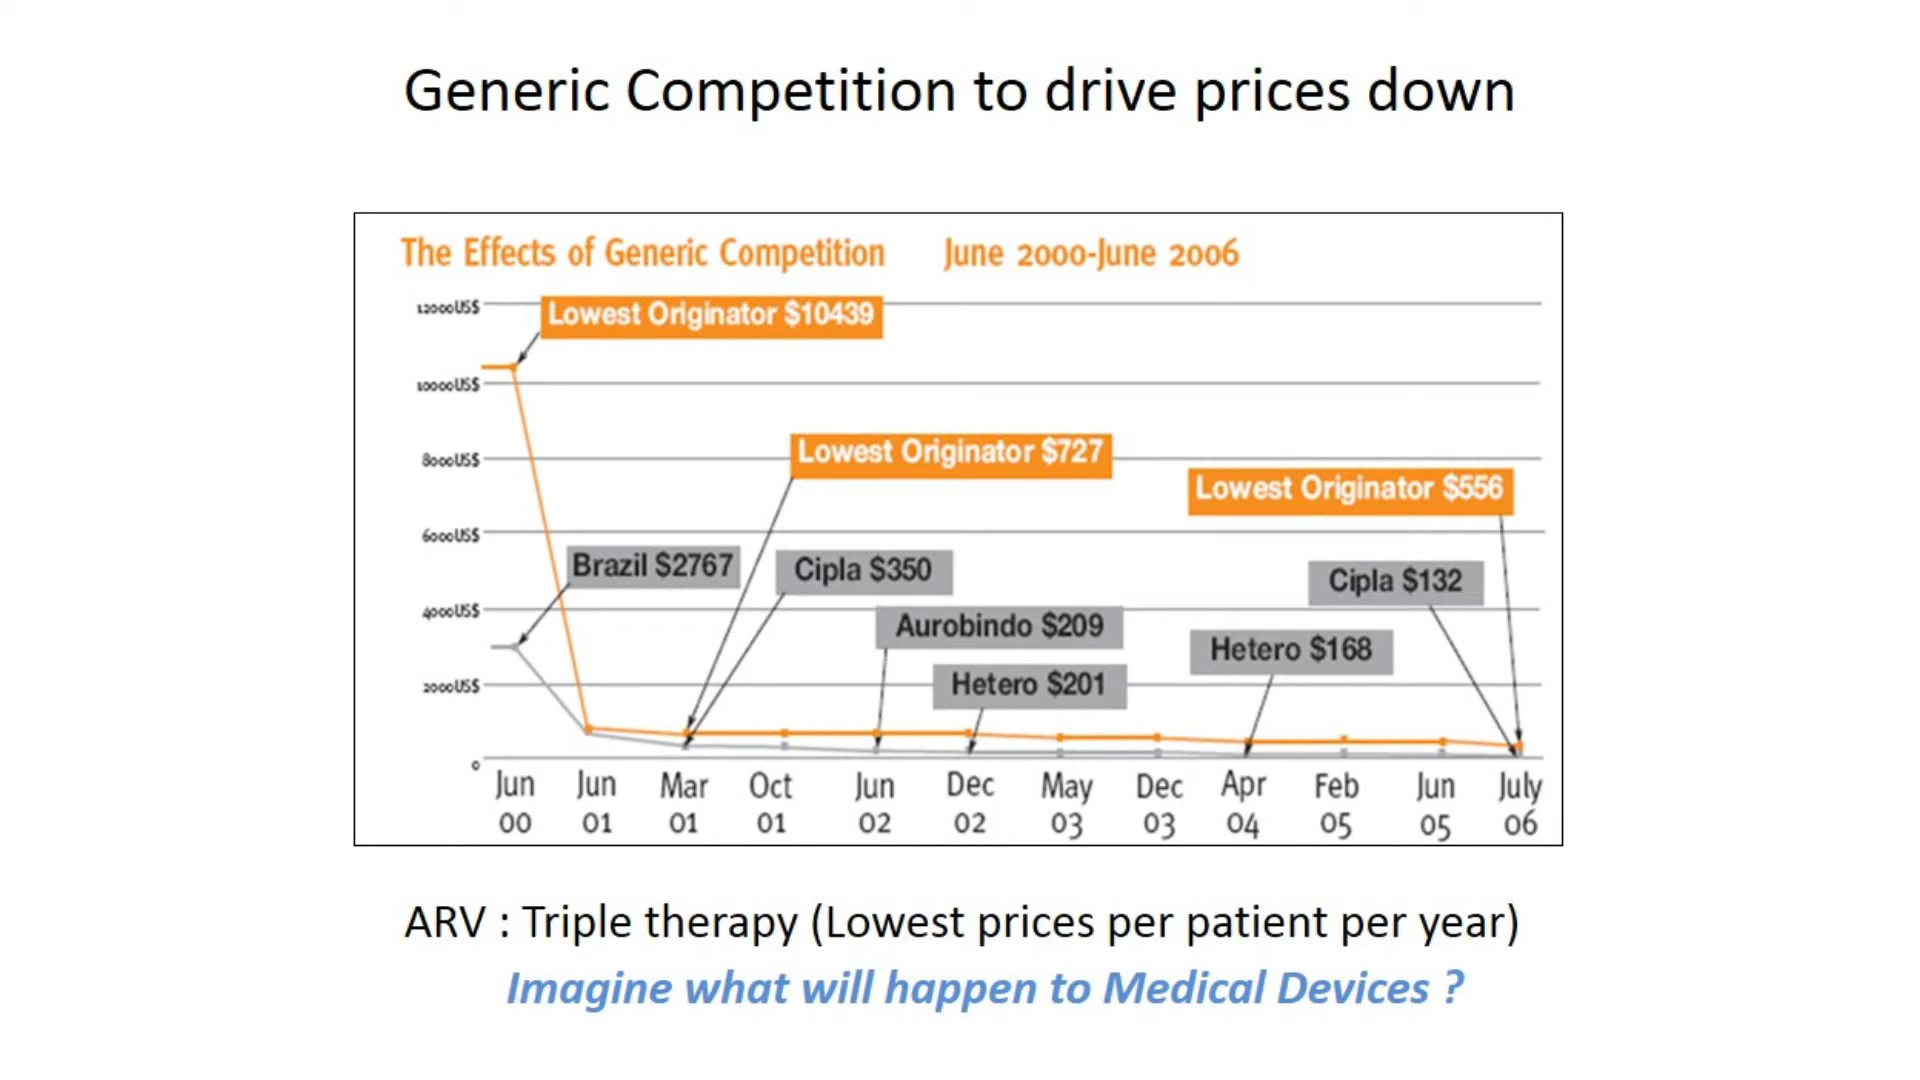 Generic Competition to drive prices down
The Effects of Generic Competition June 2000-June 2006
12000US$
Lowest Originator $10439
10000US$
Lowest Originator $727
8000US$
Lowest Originator $556
6000US$
Brazil $2767
Cipla $350
Cipla $132
4000US$
Aurobindo $209
Hetero $168
2000US$
Hetero $201
0
Jun Jun Mar Oct Jun Dec May Dec Apr Feb Jun July
00 01 01 01 02 02 03 03 04 05 05 06
ARV : Triple therapy (Lowest prices per patient per year)
Imagine what will happen to Medical Devices ?